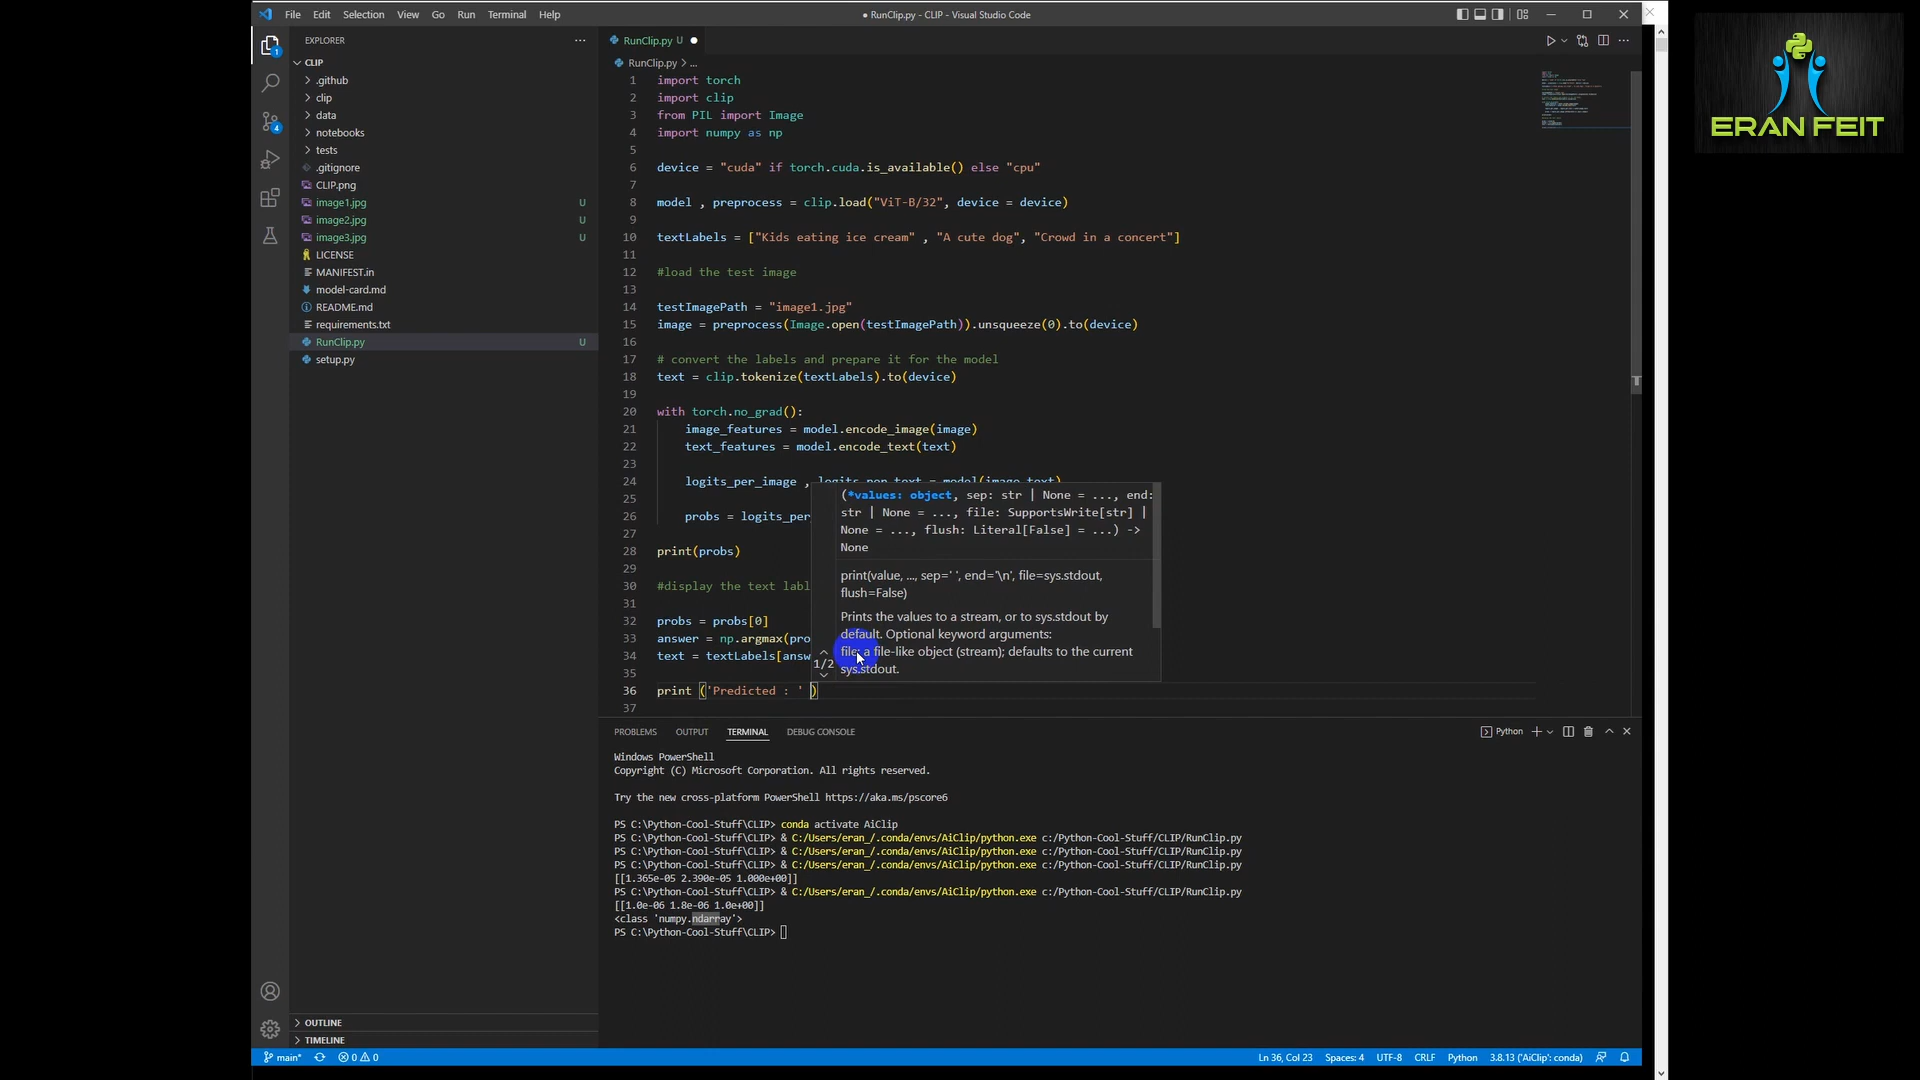 File Edit Selection View Go Run Terminal Help
● RunClip.py - CLIP - Visual Studio Code
ERAN FEIT
EXPLORER
CLIP
.github
clip
data
notebooks
tests
.gitignore
CLIP.png
image1.jpg U
image2.jpg U
image3.jpg U
LICENSE
MANIFEST.in
model-card.md
README.md
requirements.txt
RunClip.py U
setup.py
OUTLINE
TIMELINE
1
4
RunClip.py U ●
RunClip.py > ...
1 import torch
2 import clip
3 from PIL import Image
4 import numpy as np
5
6 device = "cuda" if torch.cuda.is_available() else "cpu"
7
8 model , preprocess = clip.load("ViT-B/32", device = device)
9
10 textLabels = ["Kids eating ice cream" , "A cute dog", "Crowd in a concert"]
11
12 #load the test image
13
14 testImagePath = "image1.jpg"
15 image = preprocess(Image.open(testImagePath)).unsqueeze(0).to(device)
16
17 # convert the labels and prepare it for the model
18 text = clip.tokenize(textLabels).to(device)
19
20 with torch.no_grad():
21 image_features = model.encode_image(image)
22 text_features = model.encode_text(text)
23
24 logits_per_image , logits_per_text = model(image,text)
25
26 probs = logits_per
27
28 print(probs)
29
30 #display the text labl
31
32 probs = probs[0]
33 answer = np.argmax(pro
34 text = textLabels[answ
35
36 print ('Predicted : ' )
37
(*values: object, sep: str | None = ..., end:
str | None = ..., file: SupportsWrite[str] |
None = ..., flush: Literal[False] = ...) ->
None
print(value, ..., sep=' ', end='\n', file=sys.stdout,
flush=False)
Prints the values to a stream, or to sys.stdout by
default. Optional keyword arguments:
file: a file-like object (stream); defaults to the current
sys.stdout.
1/2
PROBLEMS OUTPUT TERMINAL DEBUG CONSOLE
Python
Windows PowerShell
Copyright (C) Microsoft Corporation. All rights reserved.
Try the new cross-platform PowerShell https://aka.ms/pscore6
PS C:\Python-Cool-Stuff\CLIP> conda activate AiClip
PS C:\Python-Cool-Stuff\CLIP> & C:/Users/eran_/.conda/envs/AiClip/python.exe c:/Python-Cool-Stuff/CLIP/RunClip.py
PS C:\Python-Cool-Stuff\CLIP> & C:/Users/eran_/.conda/envs/AiClip/python.exe c:/Python-Cool-Stuff/CLIP/RunClip.py
PS C:\Python-Cool-Stuff\CLIP> & C:/Users/eran_/.conda/envs/AiClip/python.exe c:/Python-Cool-Stuff/CLIP/RunClip.py
[[1.365e-05 2.390e-05 1.000e+00]]
PS C:\Python-Cool-Stuff\CLIP> & C:/Users/eran_/.conda/envs/AiClip/python.exe c:/Python-Cool-Stuff/CLIP/RunClip.py
[[1.0e-06 1.8e-06 1.0e+00]]
<class 'numpy.ndarray'>
PS C:\Python-Cool-Stuff\CLIP>
main* 0 0
Ln 36, Col 23 Spaces: 4 UTF-8 CRLF Python 3.8.13 ('AiClip': conda)